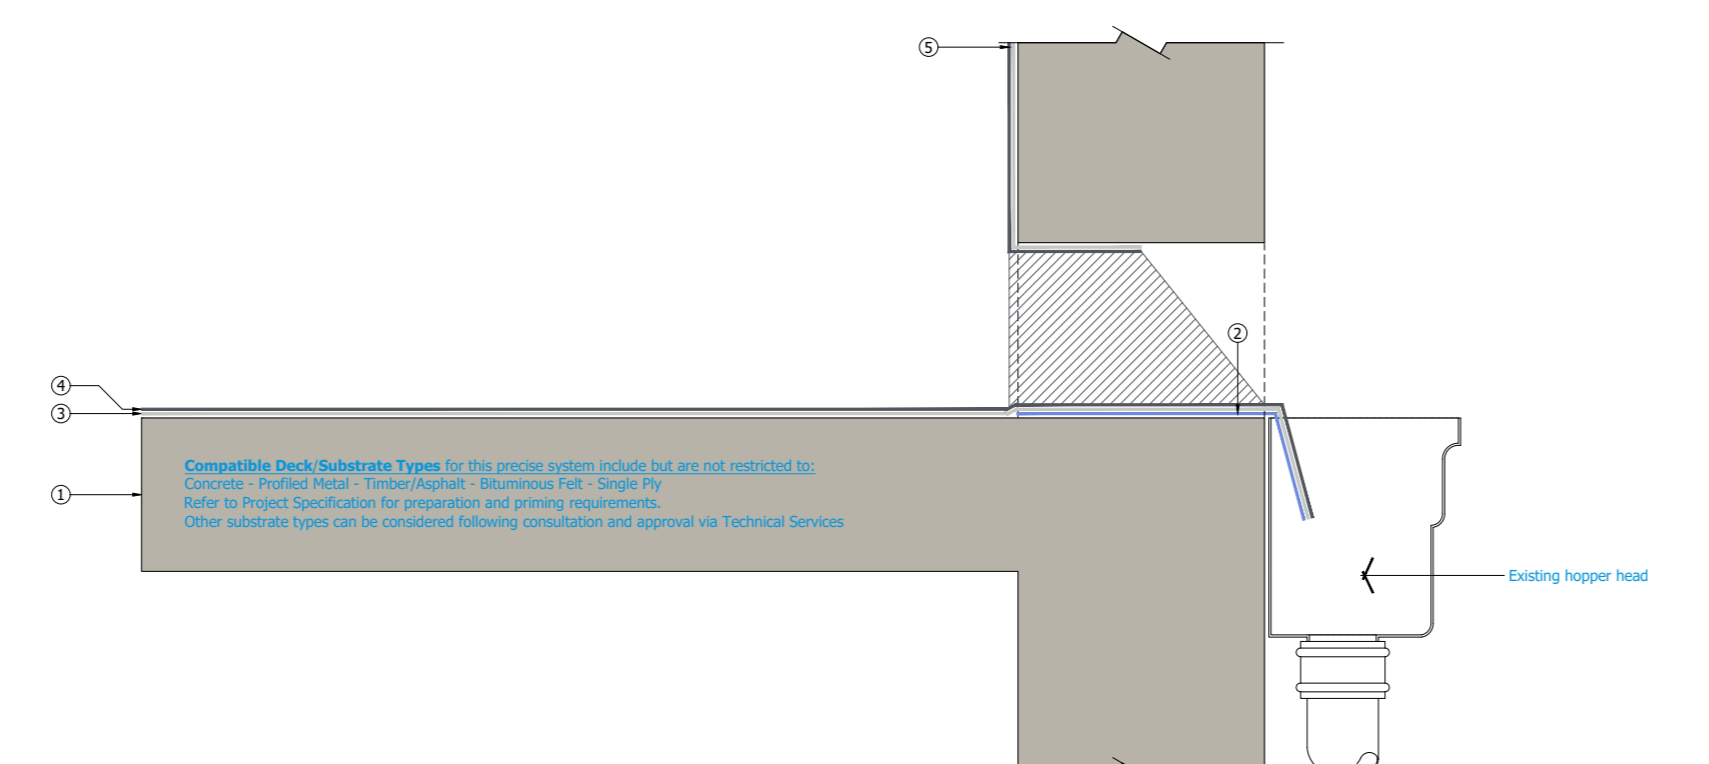 5
2
4
3
Compatible Deck/Substrate Types for this precise system include but are not restricted to:
Concrete - Profiled Metal - Timber/Asphalt - Bituminous Felt - Single Ply
1
Refer to Project Specification for preparation and priming requirements.
Other substrate types can be considered following consultation and approval via Technical Services
Existing hopper head